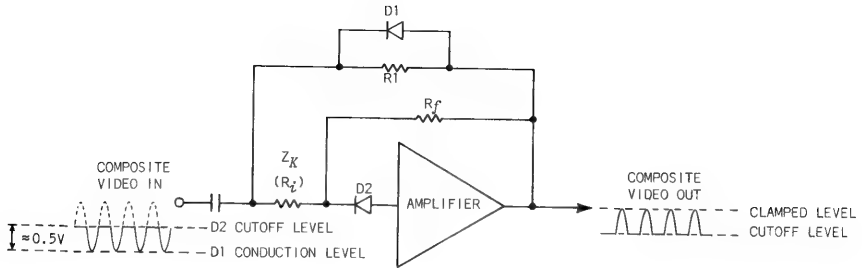 D1
R1
Rf
ZK
(Ri)
D2
AMPLIFIER
COMPOSITE
VIDEO IN
≈0.5V
D2 CUTOFF LEVEL
D1 CONDUCTION LEVEL
COMPOSITE
VIDEO OUT
CLAMPED LEVEL
CUTOFF LEVEL